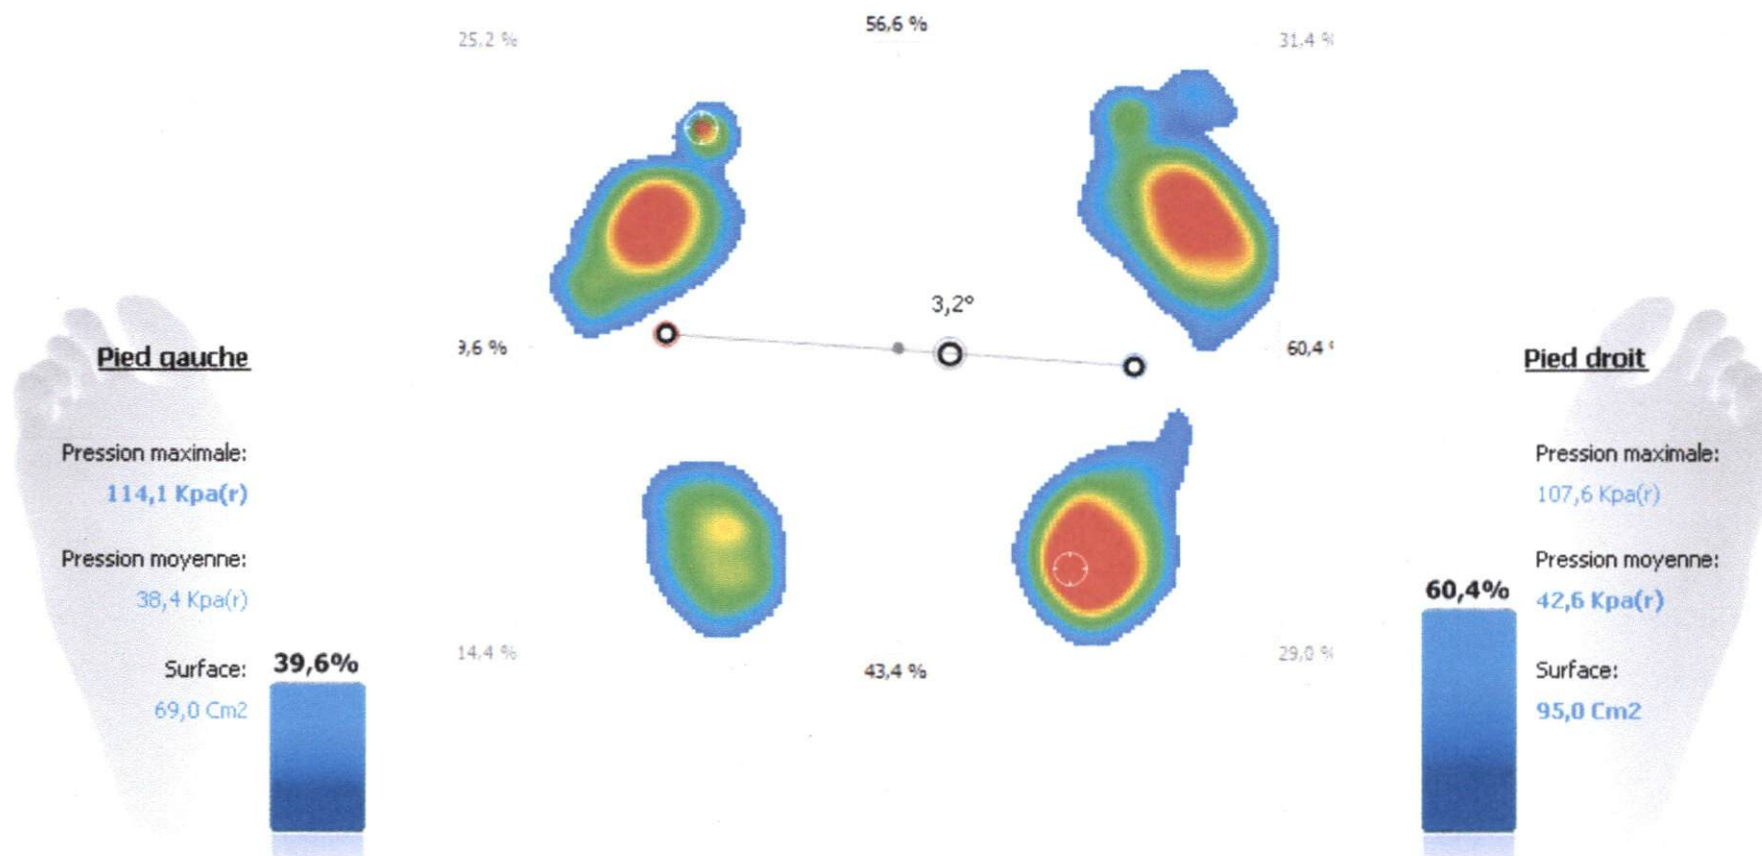 56,6 %
25,2 %
31,4 %
3,2°
9,6 %
60,4
Pied gauche
Pied droit
Pression maximale:
114,1 Kpa(r)
Pression moyenne:
38,4 Kpa(r)
Surface:
69,0 Cm2
39,6%
14,4 %
43,4 %
29,0 %
Pression maximale:
107,6 Kpa(r)
Pression moyenne:
42,6 Kpa(r)
60,4%
Surface:
95,0 Cm2